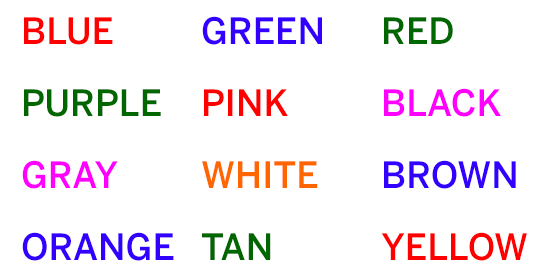 BLUE GREEN RED
PURPLE PINK BLACK
GRAY WHITE BROWN
ORANGE TAN YELLOW